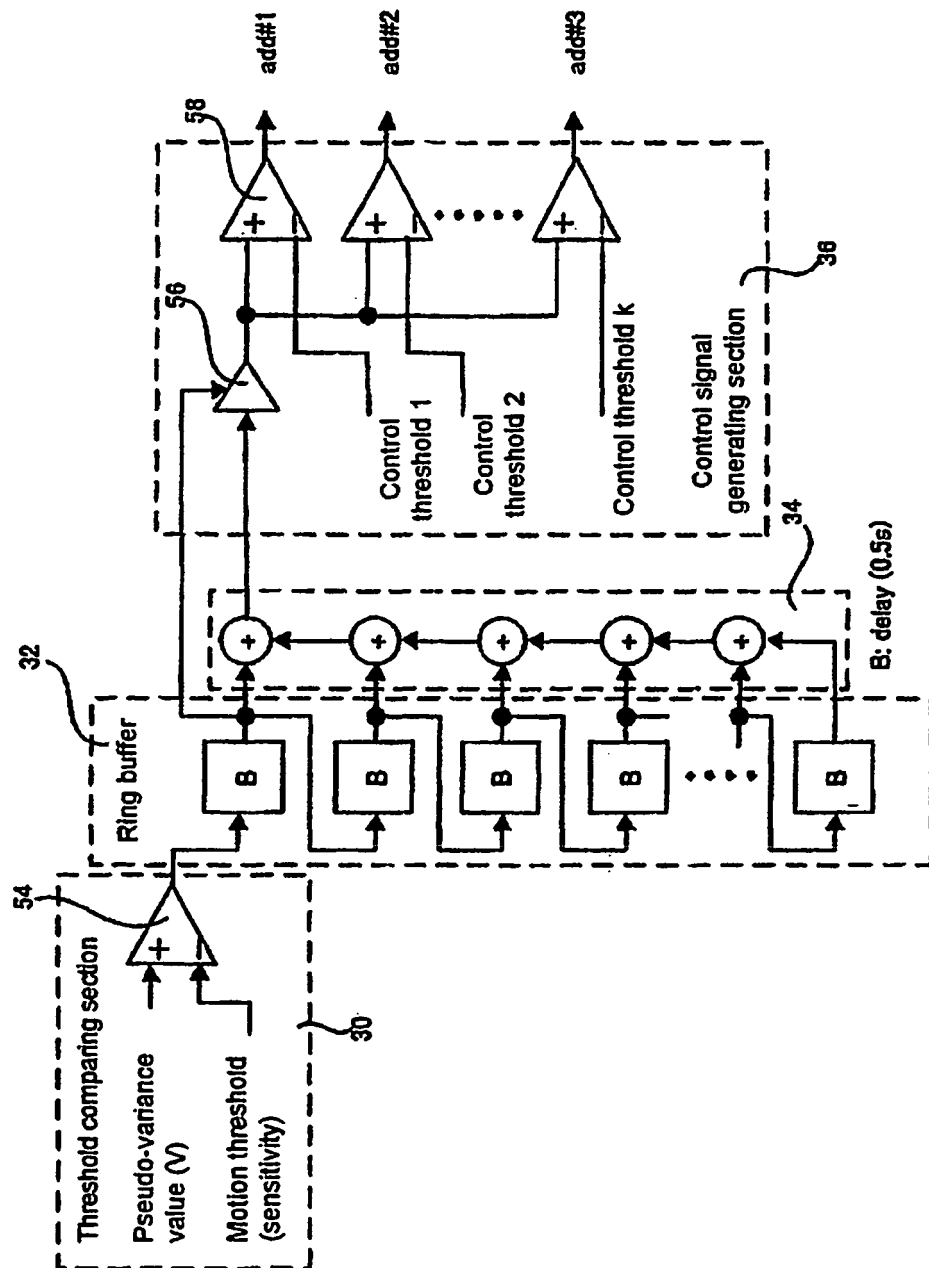 Threshold comparing section
54
Pseudo-variance
value (V)
+
−
Motion threshold
(sensitivity)
30
Ring buffer
32
B
B
B
B
B
+
+
+
+
+
34
B: delay (0.5s)
56
58
+
−
+
−
+
−
add#1
add#2
add#3
Control
threshold 1
Control
threshold 2
Control threshold k
Control signal
generating section
36